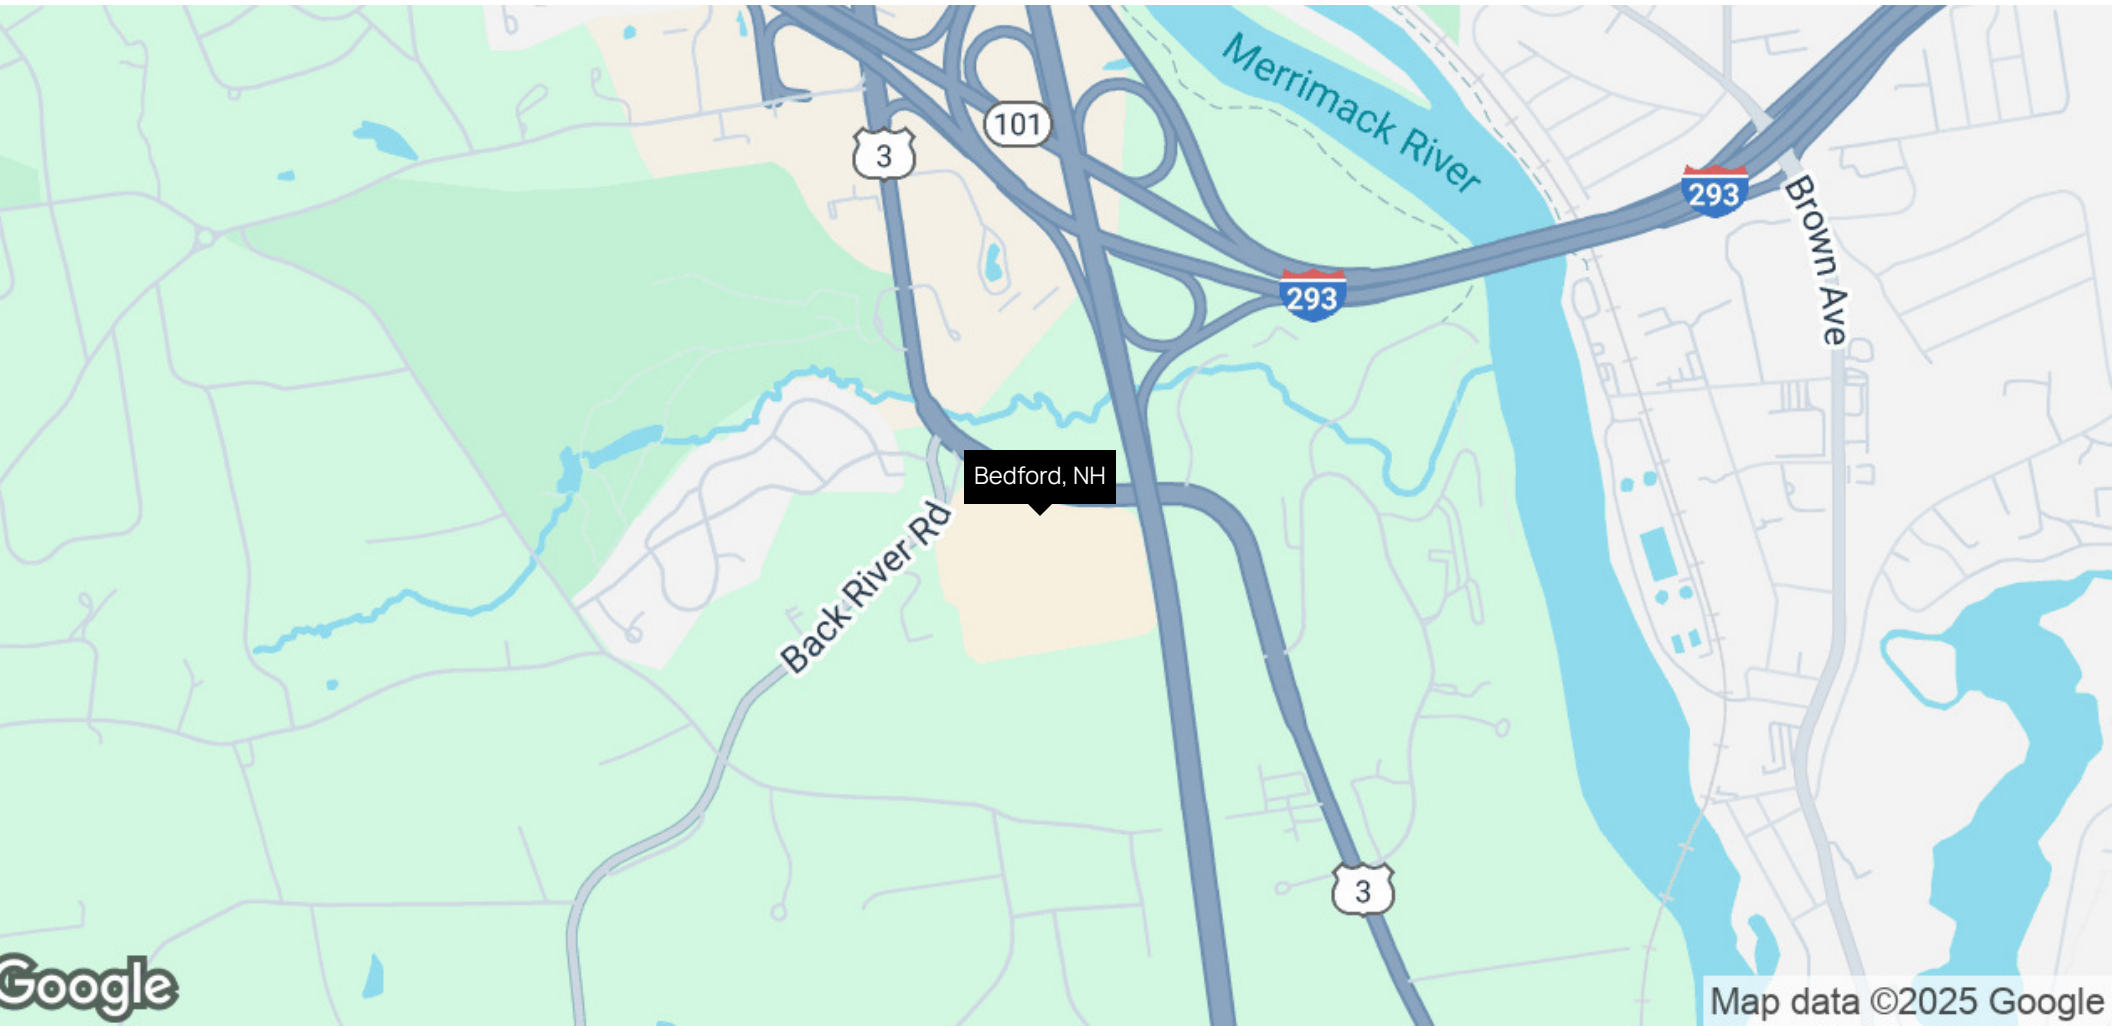 Merrimack River
101
3
293
Brown Ave
293
Bedford, NH
Back River Rd
3
Google
Map data ©2025 Google